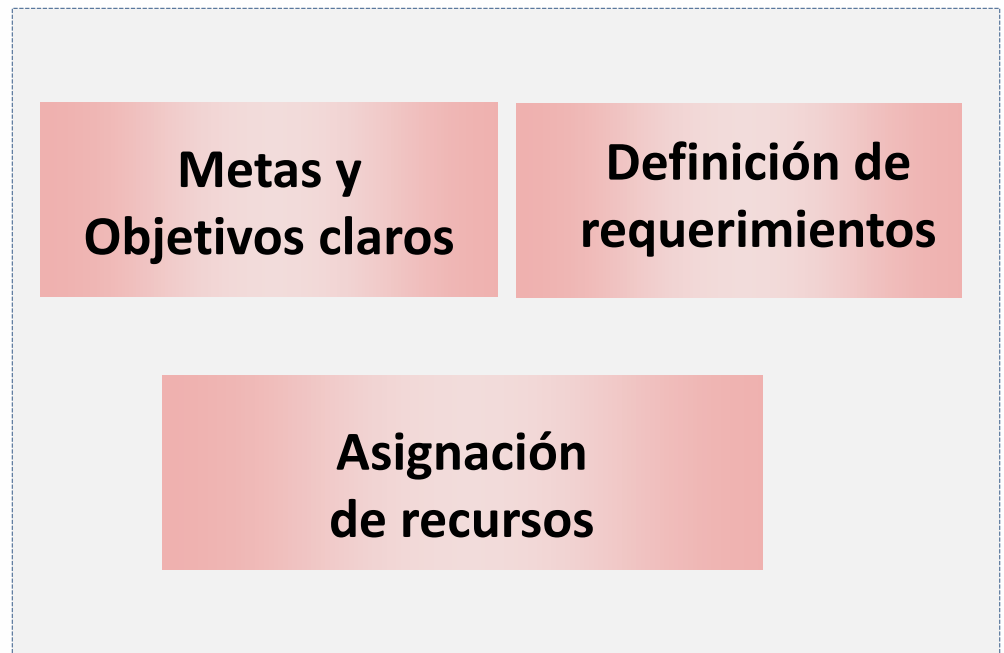 Metas y
Objetivos claros
Definición de
requerimientos
Asignación
de recursos